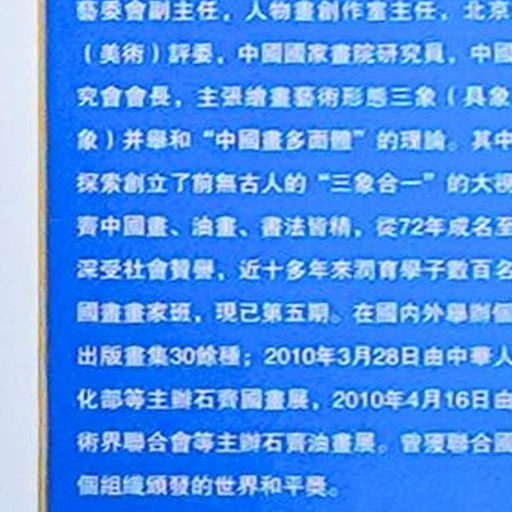 藝委會副主任，人物畫創作室主任，北京
（美術）評委，中國國家畫院研究員，中國
究會會長，主張繪畫藝術形態三象（具象
象）并舉和“中國畫多面體”的理論。其中
探索創立了前無古人的“三象合一”的大視
齊中國畫、油畫、書法皆精，從72年成名至
深受社會贊譽，近十多年來潤育學子數百名
國畫畫家班，現已第五期。在國内外舉辦個
出版畫集30餘種；2010年3月28日由中華人
化部等主辦石齊國畫展，2010年4月16日由
術界聯合會等主辦石齊油畫展。曾獲聯合國
個組織頒發的世界和平獎。